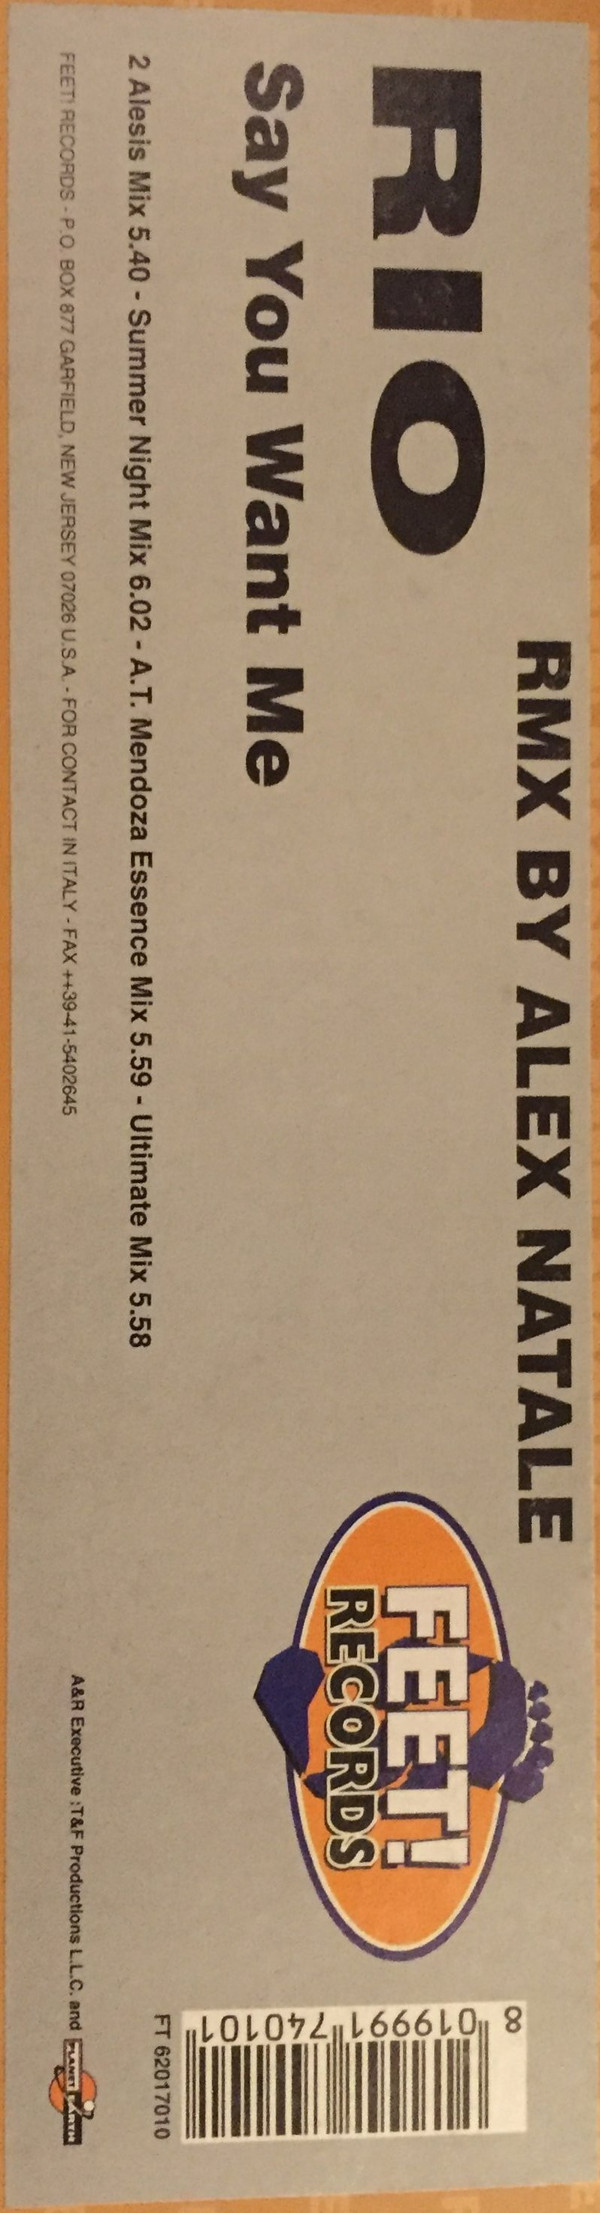 RMX BY ALEX NATALE
RIO
Say You Want Me
2 Alesis Mix 5.40 - Summer Night Mix 6.02 - A.T. Mendoza Essence Mix 5.59 - Ultimate Mix 5.58
FEET! RECORDS - P.O. BOX 877 GARFIELD, NEW JERSEY 07026 U.S.A. - FOR CONTACT IN ITALY - FAX ++39-41-5402645
FEET!
RECORDS
8 019991 740101
FT 62017010
A&R Executive :T&F Productions L.L.C. and
PLANET EARTH